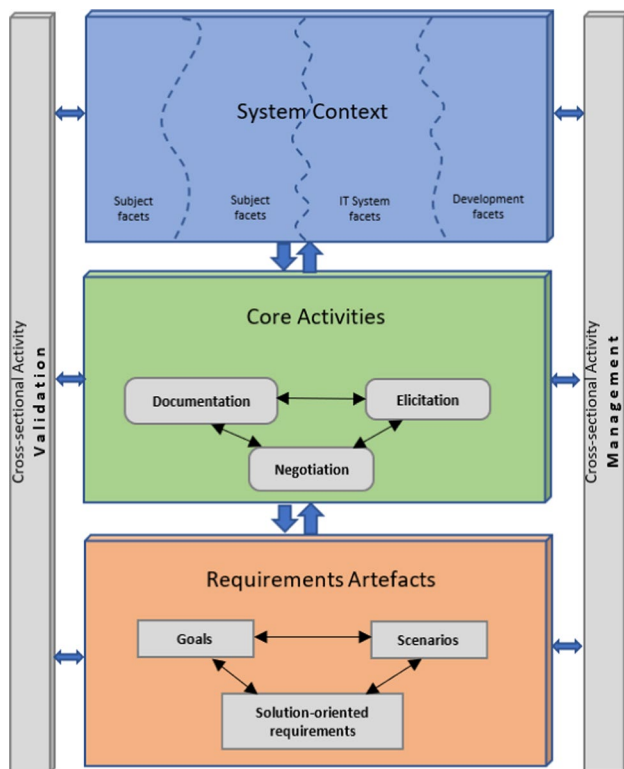 System Context
Subject
facets
Subject
facets
IT System
facets
Development
facets
Cross-sectional Activity
Validation
Core Activities
Documentation
Elicitation
Negotiation
Cross-sectional Activity
Management
Requirements Artefacts
Goals
Scenarios
Solution-oriented
requirements